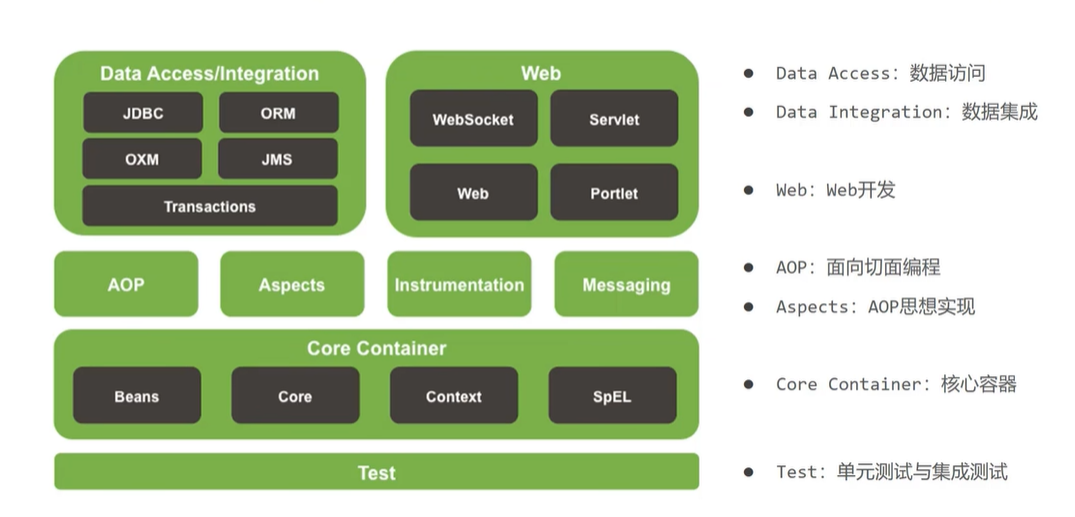 Data Access/Integration
JDBC
ORM
OXM
JMS
Transactions
Web
WebSocket
Servlet
Web
Portlet
AOP
Aspects
Instrumentation
Messaging
Core Container
Beans
Core
Context
SpEL
Test
● Data Access：数据访问
● Data Integration：数据集成
● Web：Web开发
● AOP：面向切面编程
● Aspects：AOP思想实现
● Core Container：核心容器
● Test：单元测试与集成测试